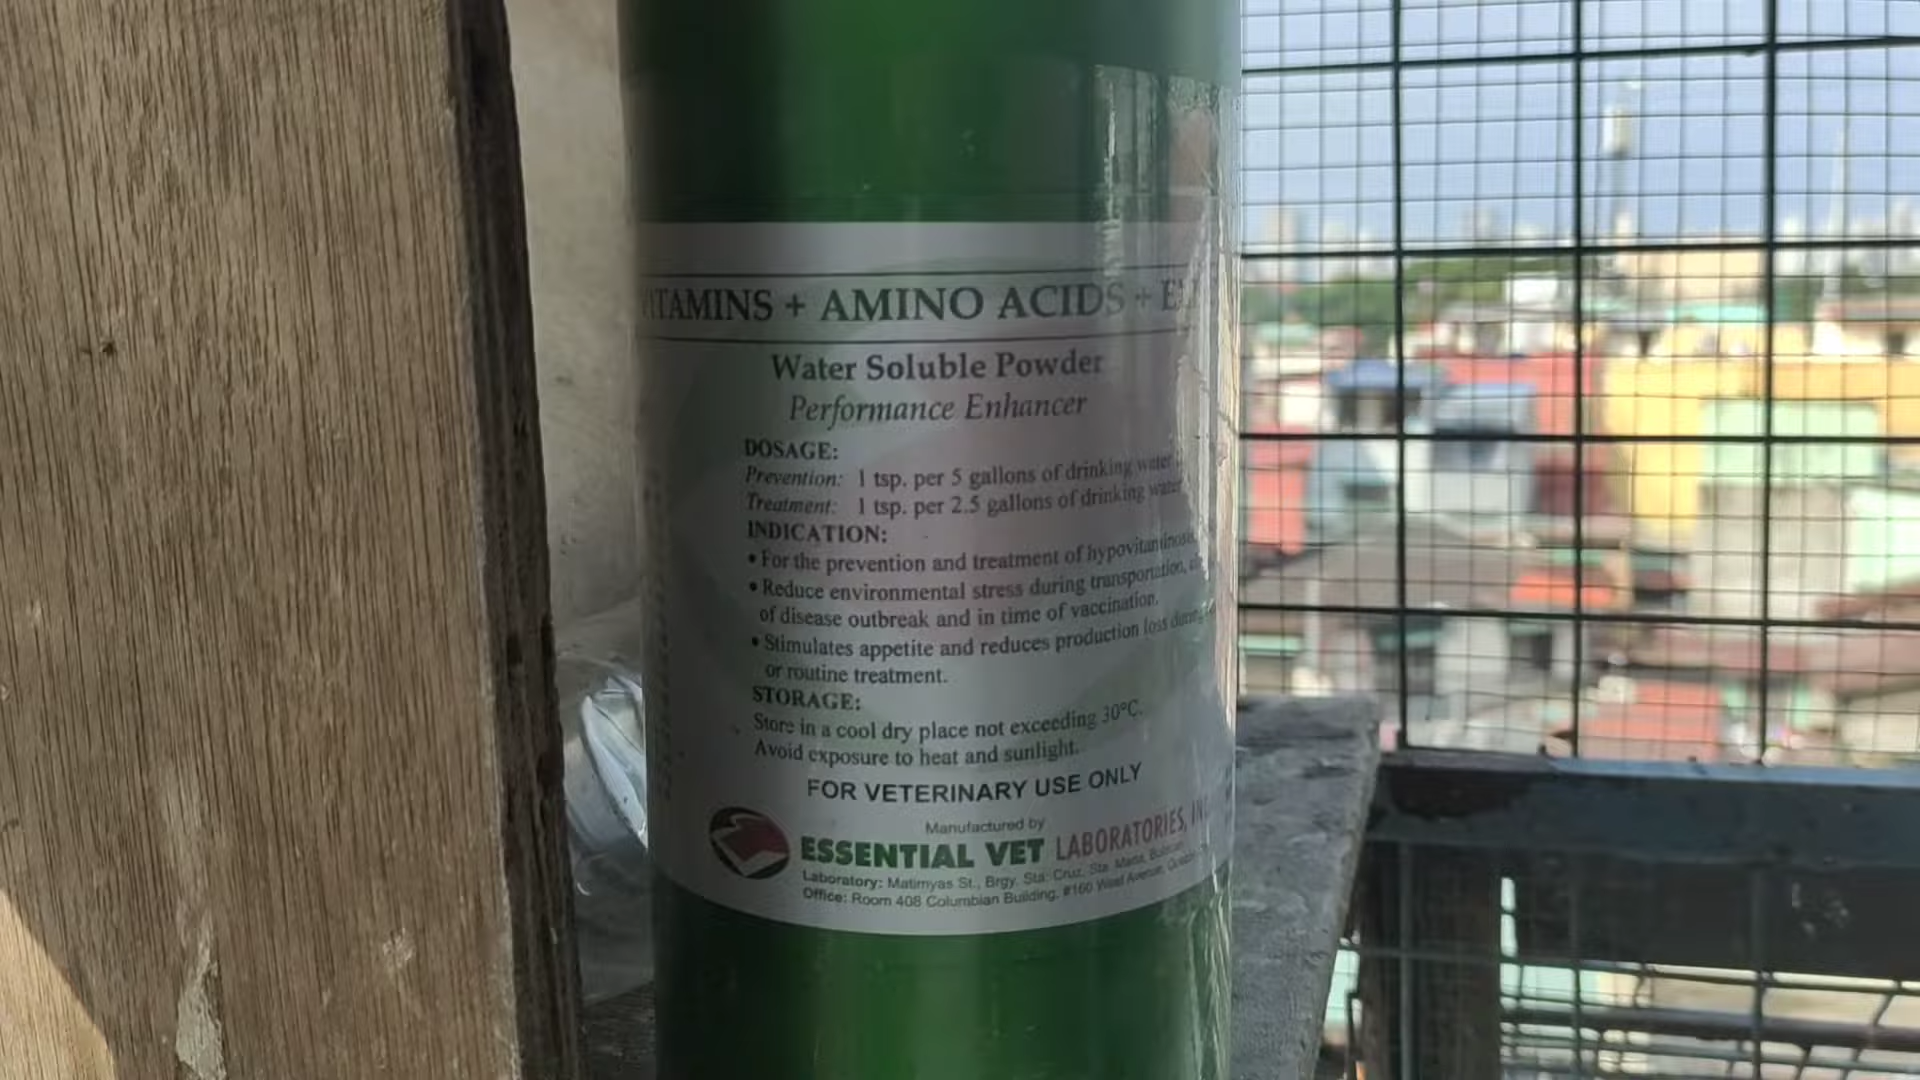 VITAMINS + AMINO ACIDS +
Water Soluble Powder
Performance Enhancer
DOSAGE:
Prevention: 1 tsp. per 5 gallons of drinking water
Treatment: 1 tsp. per 2.5 gallons of drinking water
INDICATION:
• For the prevention and treatment of
• Reduce environmental stress during transportation,
of disease outbreak and in time of vaccination.
• Stimulates appetite and reduces production loss during
or routine treatment.
STORAGE:
Store in a cool dry place not exceeding 30°C.
Avoid exposure to heat and sunlight.
FOR VETERINARY USE ONLY
Manufactured by
ESSENTIAL VET LABORATORIES,
Laboratory: Matimyas St., Brgy. Sta. Cruz, Sta. Maria,
Office: Room 408 Columbian Building, #160 West Avenue,